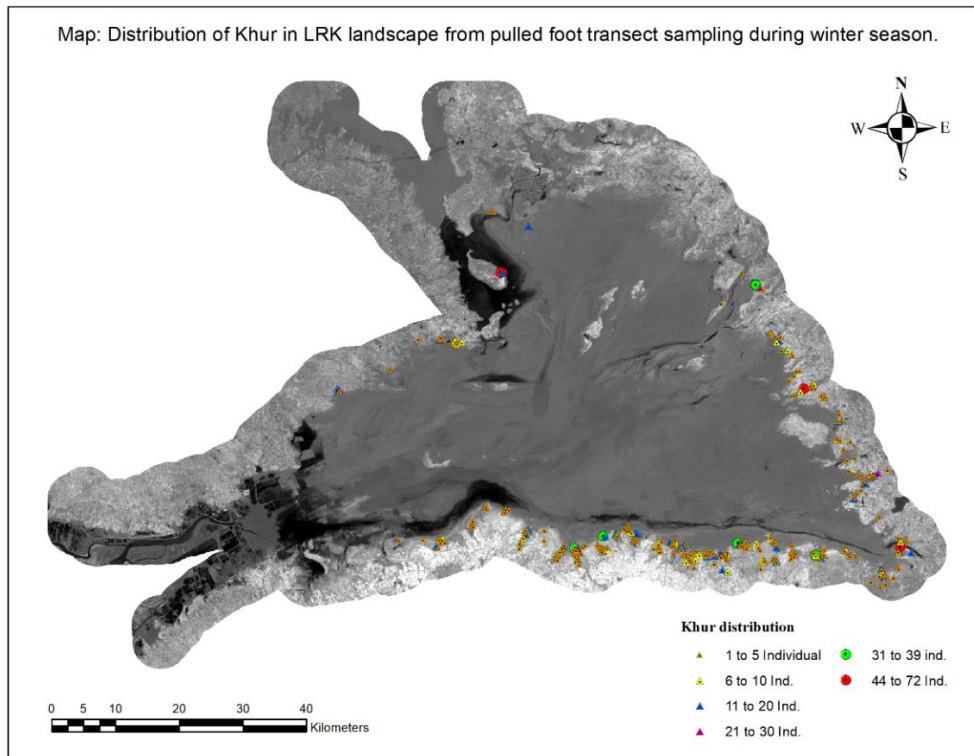 Map: Distribution of Khur in LRK landscape from pulled foot transect sampling during winter season.
N
W E
S
Khur distribution
1 to 5 Individual 31 to 39 ind.
6 to 10 Ind. 44 to 72 Ind.
11 to 20 Ind.
21 to 30 Ind.
0 5 10 20 30 40
Kilometers